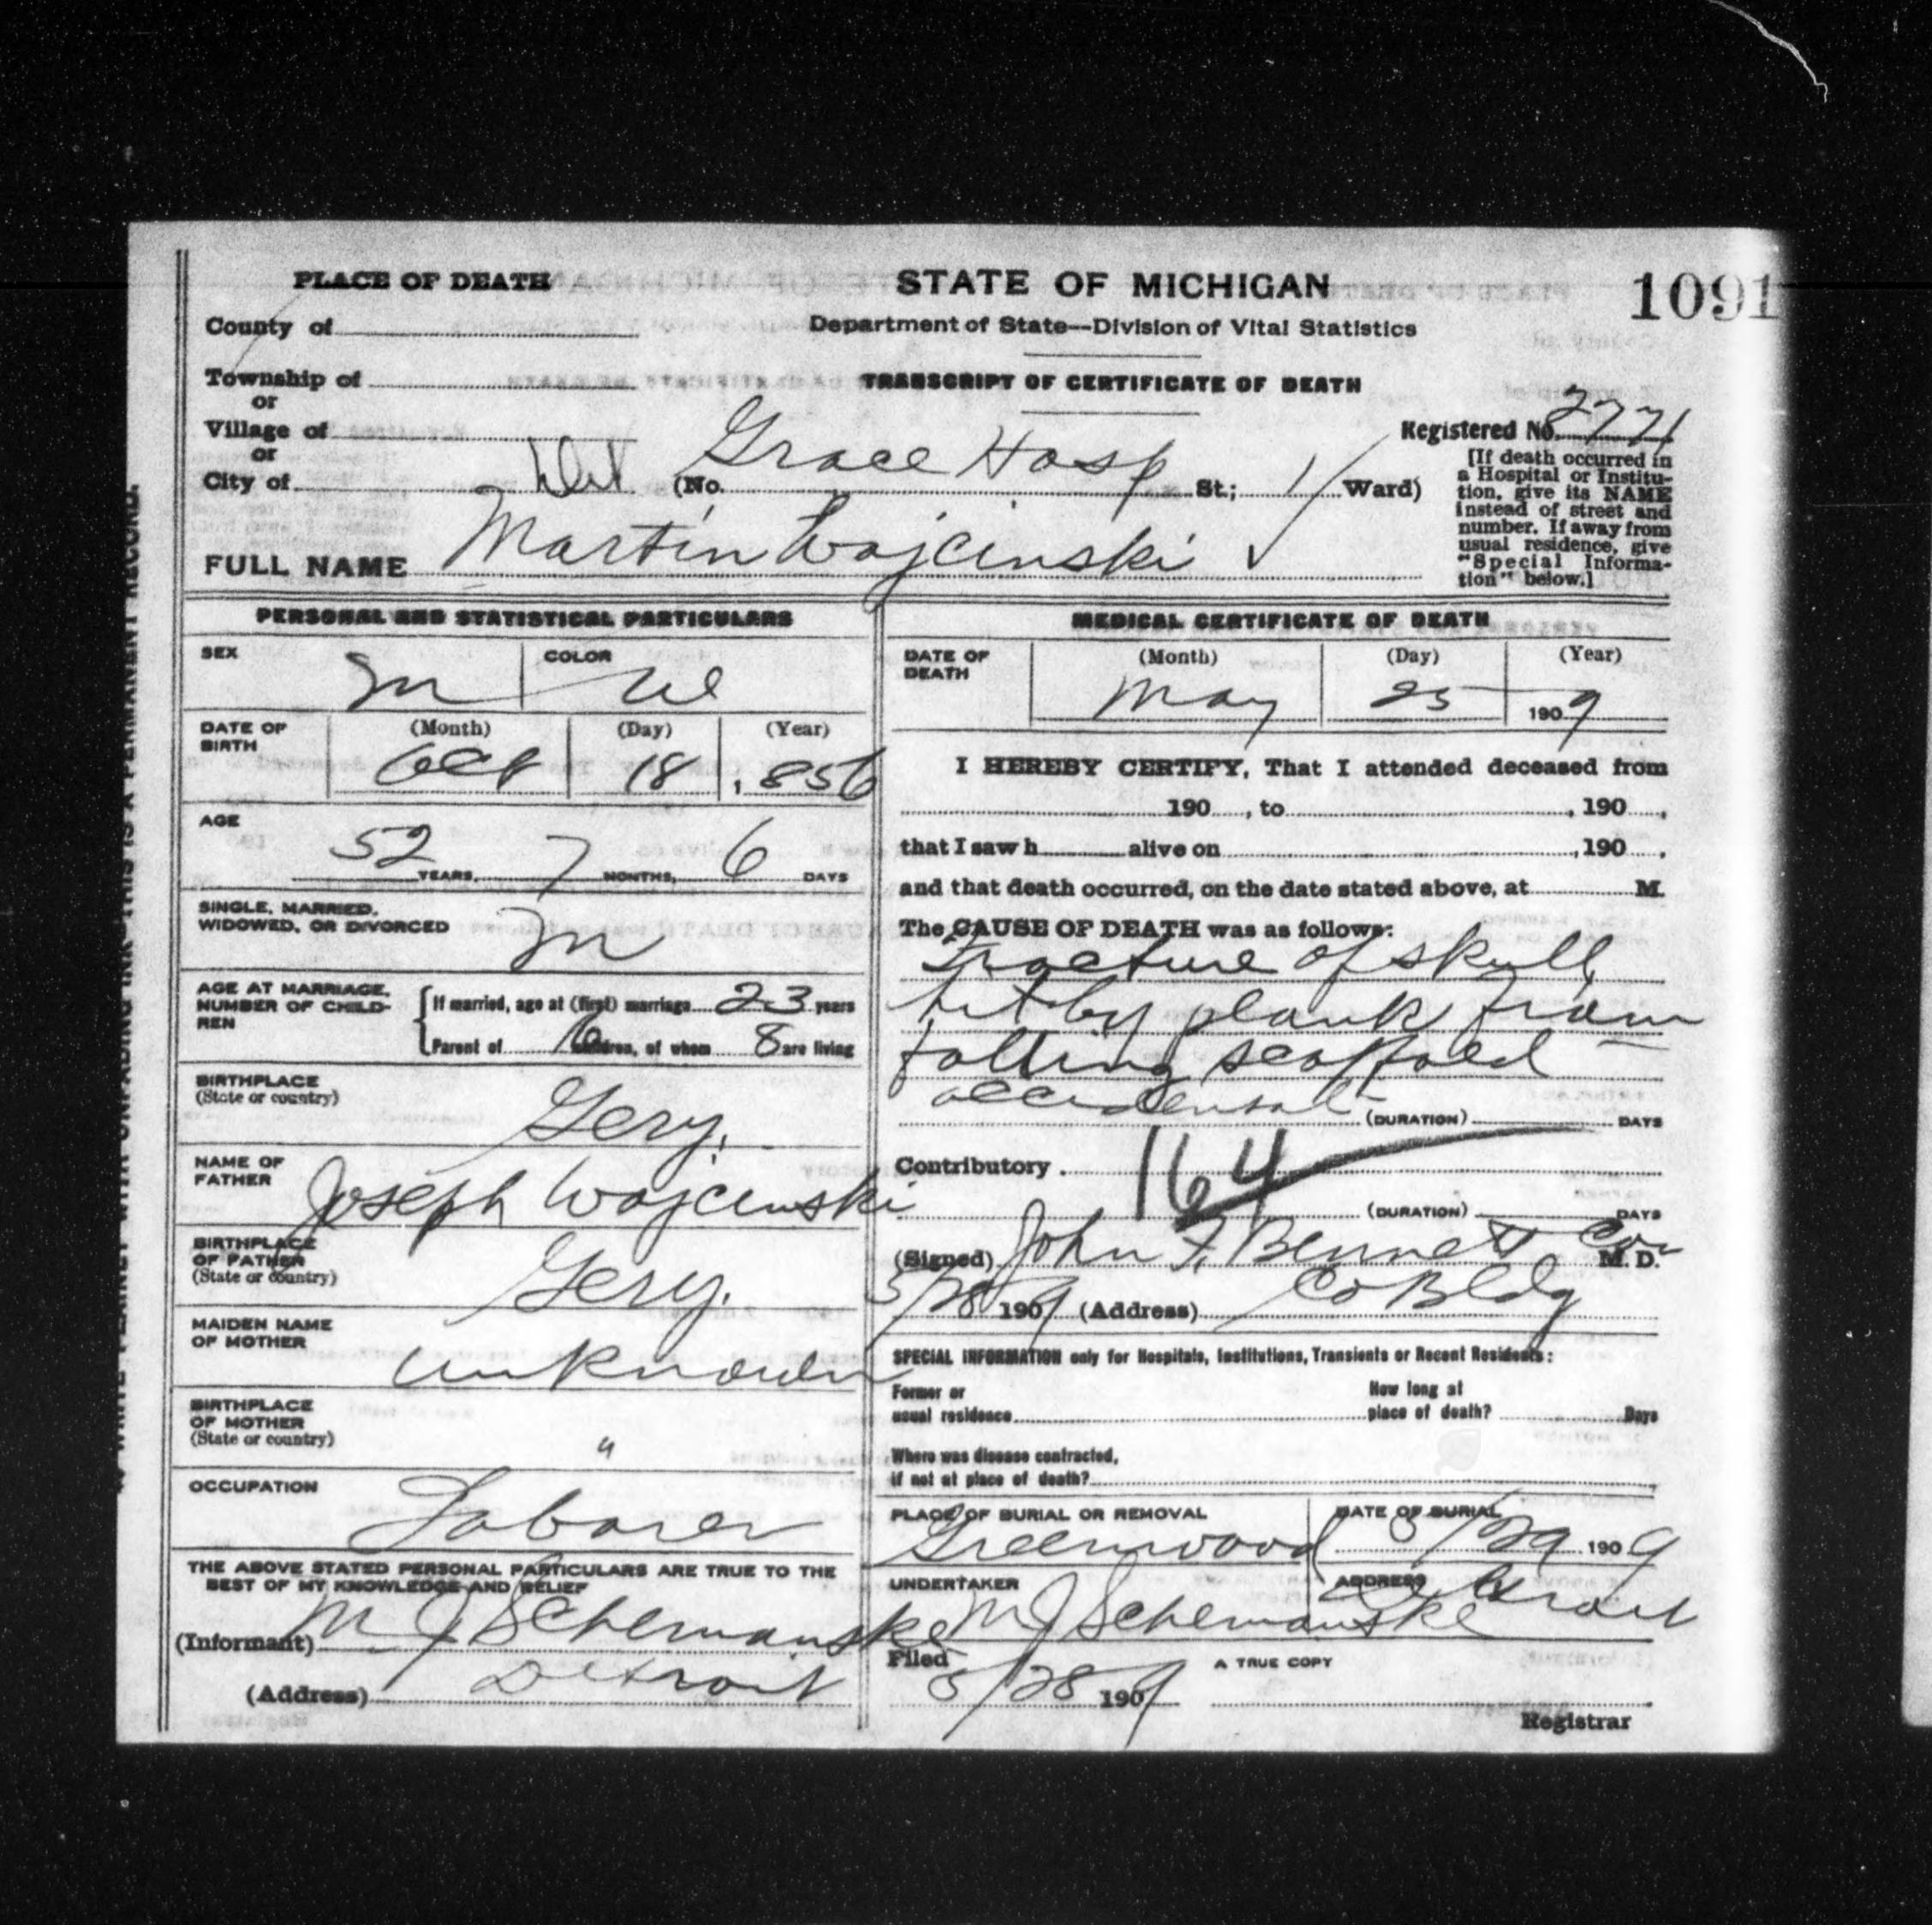 PLACE OF DEATH
STATE OF MICHIGAN
1091
County of
Department of State--Division of Vital Statistics
Township of
TRANSCRIPT OF CERTIFICATE OF DEATH
or
Village of
Registered No. 2771
or
City of Det (No. Grace Hosp St.; 1 Ward)
[If death occurred in
a Hospital or Institu-
tion, give its NAME
instead of street and
number. If away from
usual residence, give
"Special Informa-
tion" below.]
FULL NAME Martin Wojcinski
PERSONAL AND STATISTICAL PARTICULARS
SEX M COLOR W
DATE OF BIRTH (Month) (Day) (Year)
Oct 18 , 856
AGE
52 YEARS, 7 MONTHS, 6 DAYS
SINGLE, MARRIED,
WIDOWED, OR DIVORCED M
AGE AT MARRIAGE,
NUMBER OF CHILD-
REN
If married, age at (first) marriage 23 years
Parent of 16 children, of whom 8 are living
BIRTHPLACE
(State or country)
Gery.
NAME OF
FATHER
Joseph Wojcinski
BIRTHPLACE
OF FATHER
(State or country)
Gery.
MAIDEN NAME
OF MOTHER
unknown
BIRTHPLACE
OF MOTHER
(State or country)
"
OCCUPATION
Laborer
THE ABOVE STATED PERSONAL PARTICULARS ARE TRUE TO THE
BEST OF MY KNOWLEDGE AND BELIEF
(Informant) M J Schemanske
(Address) Detroit
MEDICAL CERTIFICATE OF DEATH
DATE OF DEATH (Month) (Day) (Year)
May 25 1909
I HEREBY CERTIFY, That I attended deceased from
190 , to , 190 ,
that I saw h alive on , 190 ,
and that death occurred, on the date stated above, at M.
The CAUSE OF DEATH was as follows:
Fracture of skull
hit by plank from
falling scaffold
accidental (DURATION) DAYS
Contributory 164
(DURATION) DAYS
(Signed) John F. Bennett Cor M. D.
5/28 1909 (Address) Co Bldg
SPECIAL INFORMATION only for Hospitals, Institutions, Transients or Recent Residents:
Former or
usual residence
How long at
place of death? Days
Where was disease contracted,
if not at place of death?
PLACE OF BURIAL OR REMOVAL
Greenwood
DATE OF BURIAL
5/29 1909
UNDERTAKER
M J Schemanske
ADDRESS
Detroit
Filed
5/28 1909
A TRUE COPY
Registrar